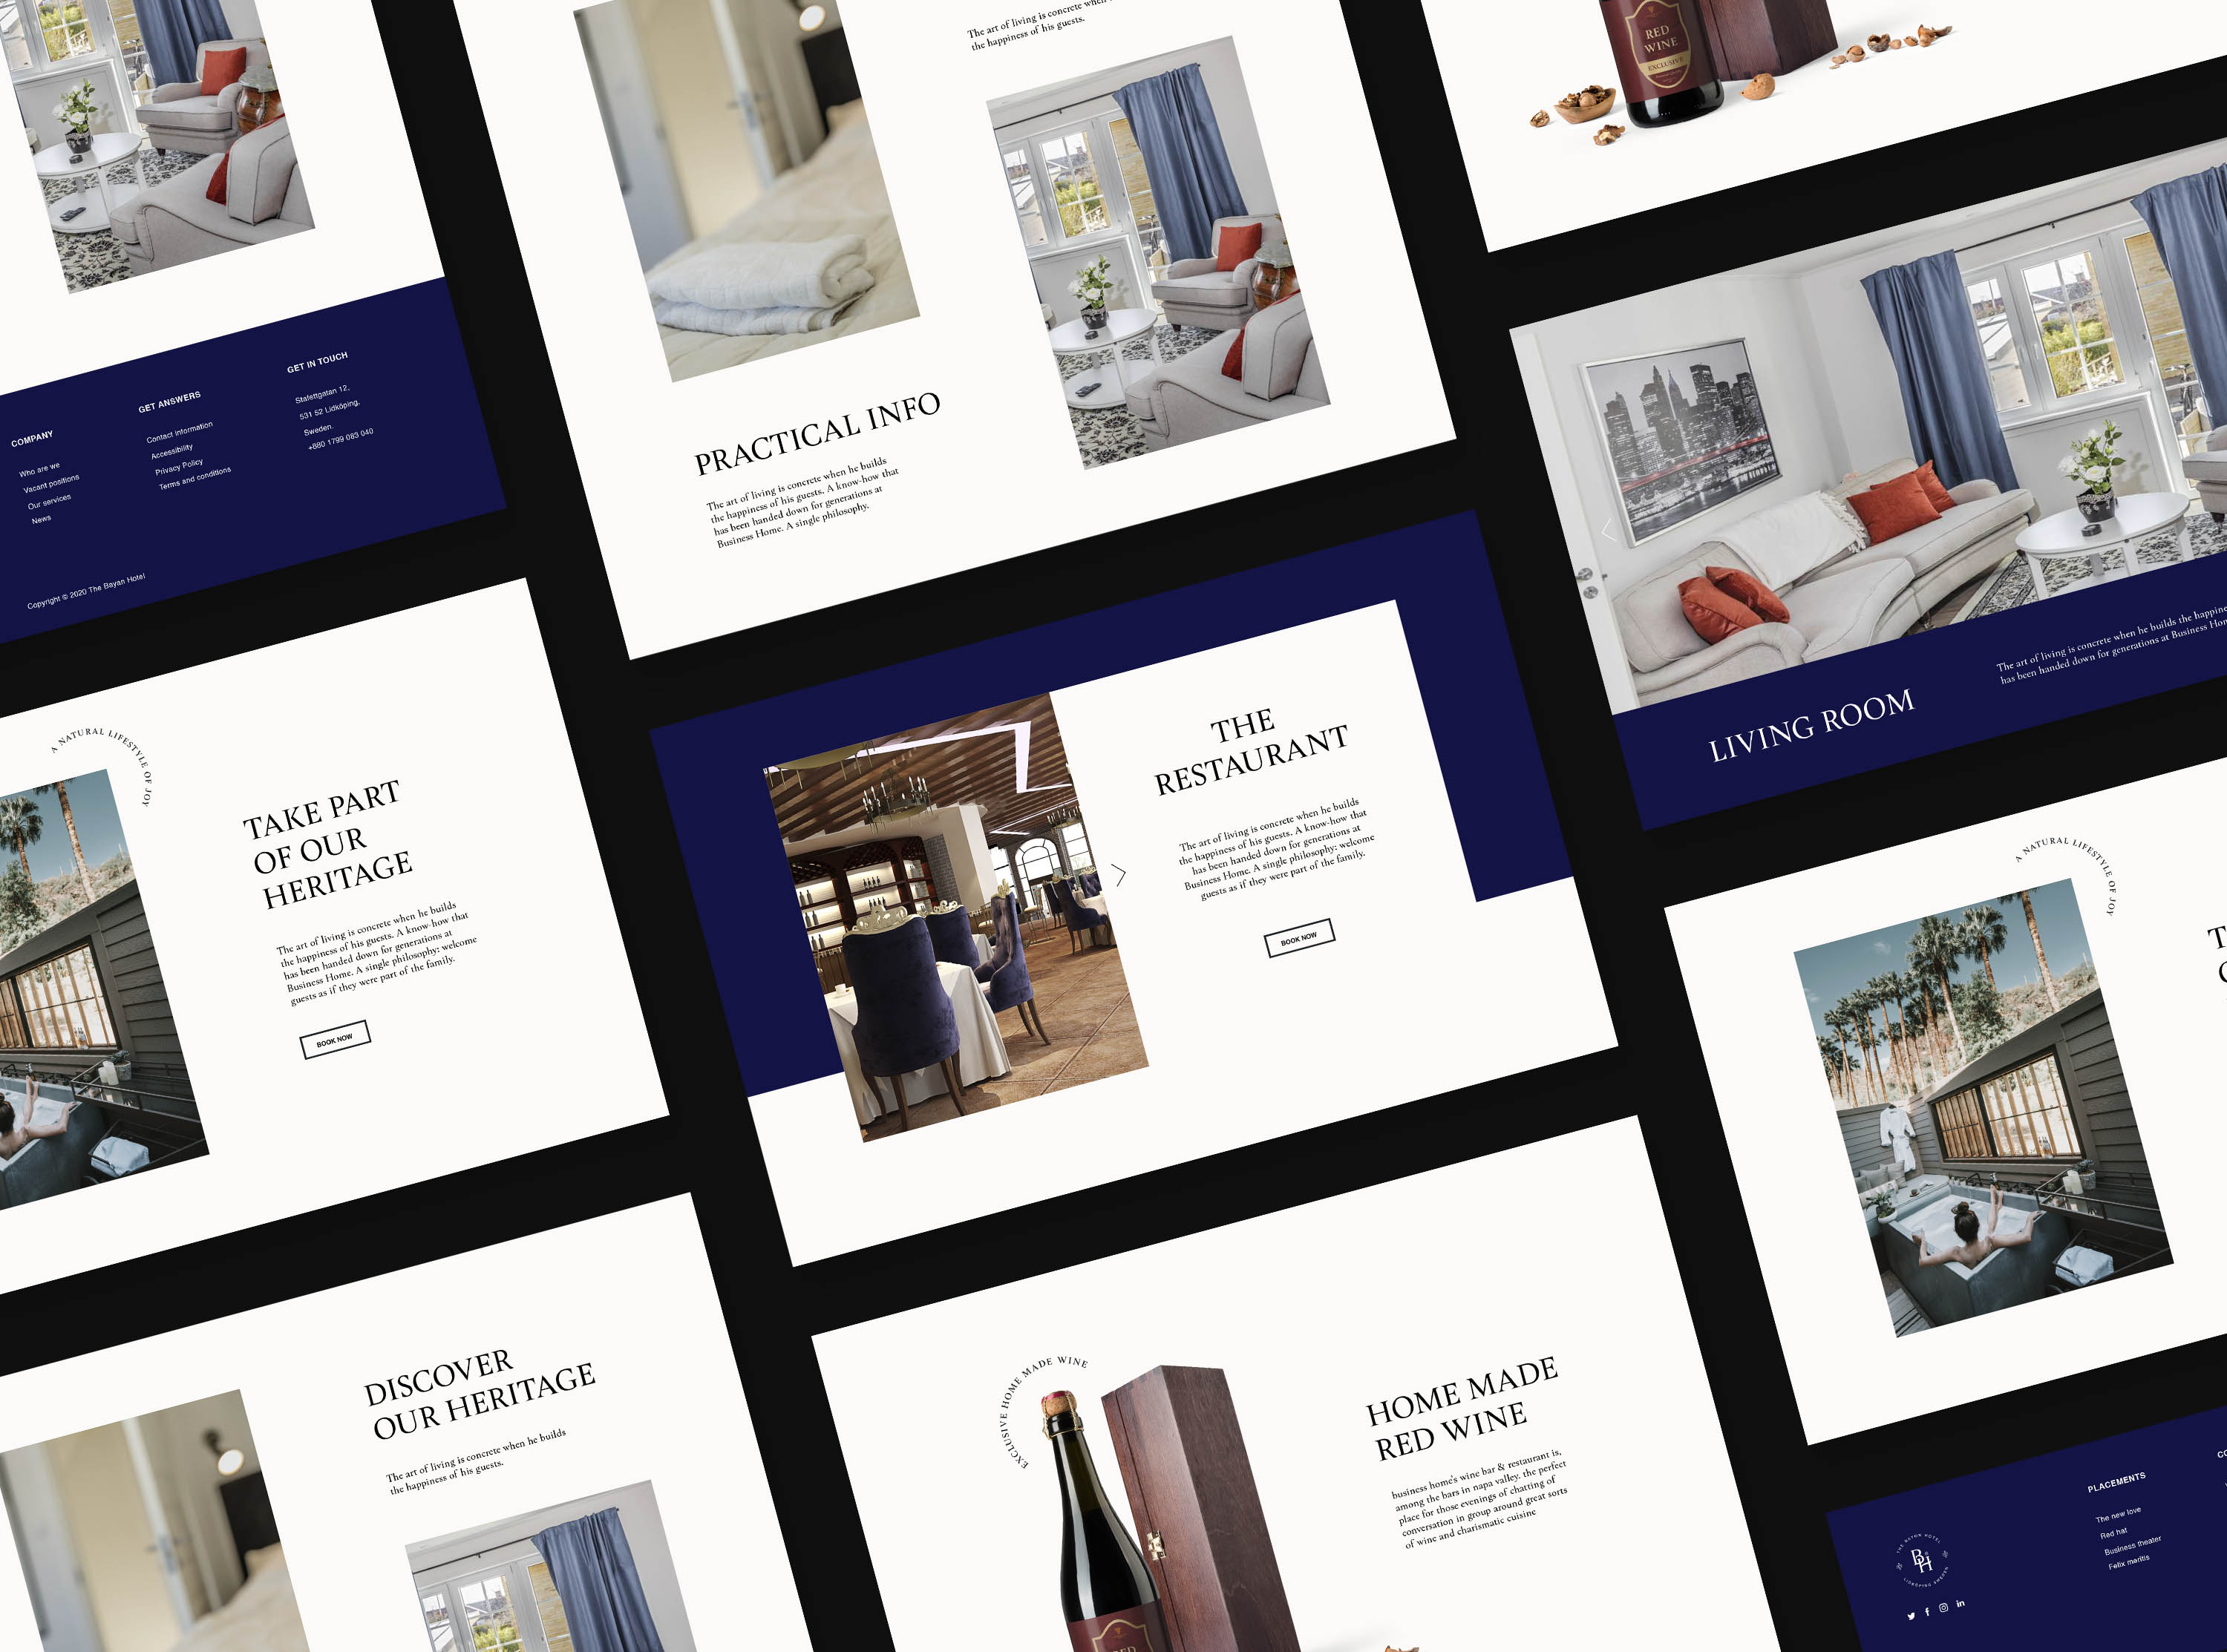 The art of living is concrete when
the happiness of his guests.
PRACTICAL INFO
The art of living is concrete when he builds
the happiness of his guests. A know-how that
has been handed down for generations at
Business Home. A single philosophy.
RED
WINE
EXCLUSIVE
COMPANY
Who are we
Vacant positions
Our services
News
GET ANSWERS
Contact information
Accessibility
Privacy Policy
Terms and conditions
GET IN TOUCH
Stafettgatan 12,
531 52 Lidköping,
Sweden.
+880 1799 083 040
Copyright © 2020 The Bayan Hotel
LIVING ROOM
The art of living is concrete when he builds the
has been handed down for generations at Business
A NATURAL LIFESTYLE OF JOY
TAKE PART
OF OUR
HERITAGE
The art of living is concrete when he builds
the happiness of his guests. A know-how that
has been handed down for generations at
Business Home. A single philosophy: welcome
guests as if they were part of the family.
BOOK NOW
THE
RESTAURANT
The art of living is concrete when he builds
the happiness of his guests. A know-how that
has been handed down for generations at
Business Home. A single philosophy: welcome
guests as if they were part of the family.
BOOK NOW
A NATURAL LIFESTYLE OF JOY
DISCOVER
OUR HERITAGE
The art of living is concrete when he builds
the happiness of his guests.
EXCLUSIVE HOME MADE WINE
HOME MADE
RED WINE
business home's wine bar & restaurant is,
among the bars in napa valley. the perfect
place for those evenings of chatting of
conversation in group around great sorts
of wine and charismatic cuisine
RED
THE BAYAN HOTEL
BH
LIDKÖPING SWEDEN
PLACEMENTS
The new love
Red hat
Business theater
Felix meritis